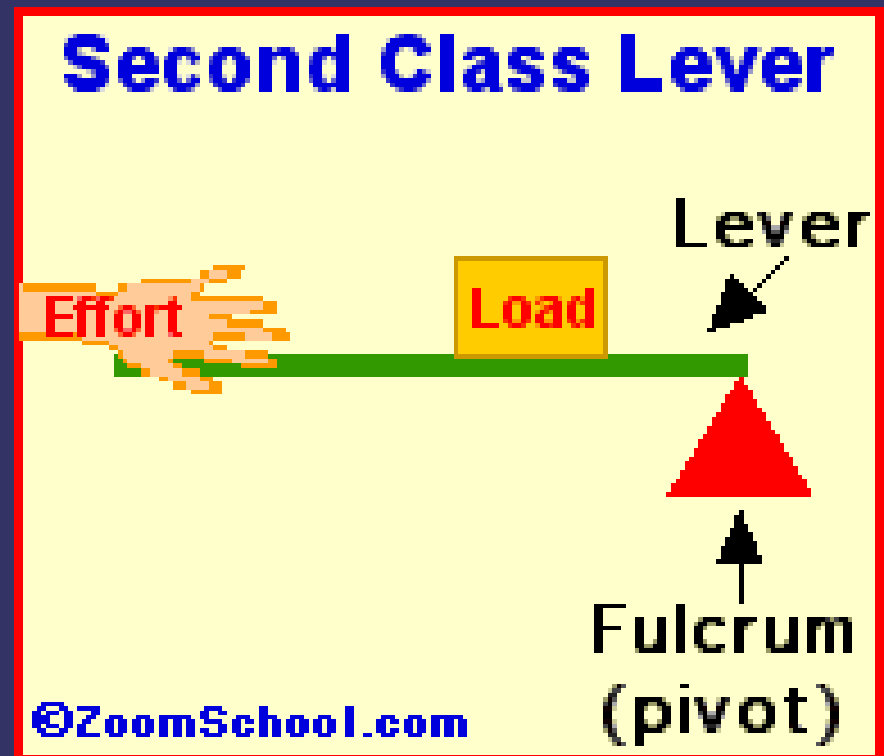 Second Class Lever
Lever
Effort
Load
Fulcrum
(pivot)
©ZoomSchool.com